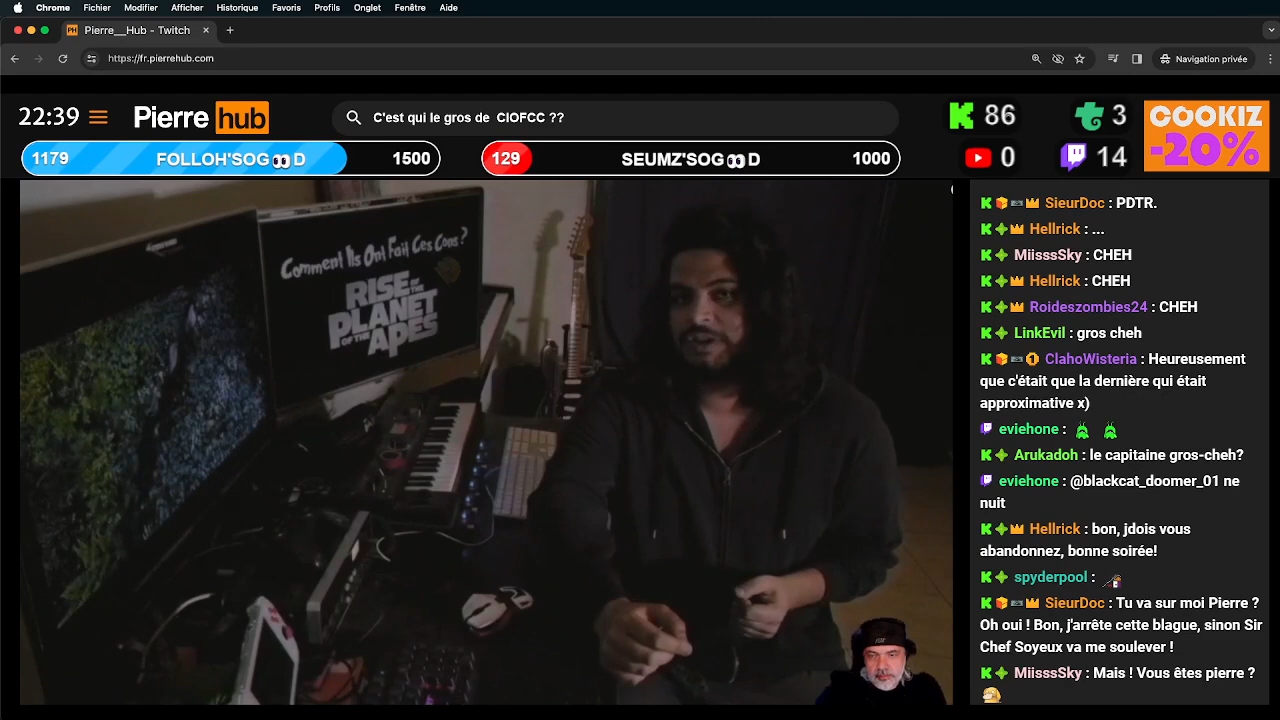 Chrome Fichier Modifier Affichage Historique Favoris Profils Onglet Fenêtre Aide
PH Pierre__Hub - Twitch
https://fr.pierrehub.com
Navigation privée
22:39 Pierre hub
C'est qui le gros de CIOFCC ??
86
3
0
14
COOKIZ
-20%
1179 FOLLOH'SOG👀D 1500
129 SEUMZ'SOG👀D 1000
Comment Ils Ont Fait Ces Cons?
RISE OF THE
PLANET
OF THE APES
SieurDoc : PDTR.
Hellrick : ...
MiisssSky : CHEH
Hellrick : CHEH
Roideszombies24 : CHEH
LinkEvil : gros cheh
1 ClahoWisteria : Heureusement
que c'était que la dernière qui était
approximative x)
eviehone :
Arukadoh : le capitaine gros-cheh?
eviehone : @blackcat_doomer_01 ne
nuit
Hellrick : bon, jdois vous
abandonnez, bonne soirée!
spyderpool :
SieurDoc : Tu va sur moi Pierre ?
Oh oui ! Bon, j'arrête cette blague, sinon Sir
Chef Soyeux va me soulever !
MiisssSky : Mais ! Vous êtes pierre ?